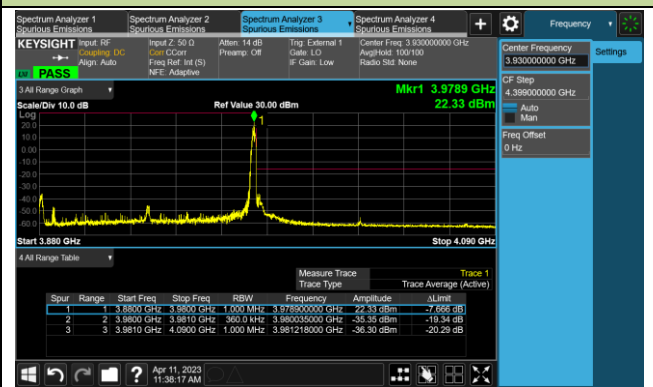 Spectrum Analyzer 1
Spurious Emissions
Spectrum Analyzer 2
Spurious Emissions
Spectrum Analyzer 3
Spurious Emissions
Spectrum Analyzer 4
Spurious Emissions
+
Frequency
KEYSIGHT
Input: RF
Coupling: DC
Align: Auto
Input Z: 50 Ω
Corr CCorr
Freq Ref: Int (S)
NFE: Adaptive
Atten: 14 dB
Preamp: Off
Trig: External 1
Gate: LO
IF Gain: Low
Center Freq: 3.930000000 GHz
Avg|Hold: 100/100
Radio Std: None
PASS
Center Frequency
3.930000000 GHz
Settings
CF Step
4.399000000 GHz
Auto
Man
Freq Offset
0 Hz
3 All Range Graph
Mkr1 3.9789 GHz
22.33 dBm
Scale/Div 10.0 dB
Ref Value 30.00 dBm
Log
20.0
10.0
0.00
-10.0
-20.0
-30.0
-40.0
-50.0
-60.0
1
Start 3.880 GHz
Stop 4.090 GHz
4 All Range Table
Measure Trace Trace 1
Trace Type Trace Average (Active)
Spur Range Start Freq Stop Freq RBW Frequency Amplitude ΔLimit
1 1 3.8800 GHz 3.9800 GHz 1.000 MHz 3.978900000 GHz 22.33 dBm -7.666 dB
2 2 3.9800 GHz 3.9810 GHz 360.0 kHz 3.980035000 GHz -35.35 dBm -19.34 dB
3 3 3.9810 GHz 4.0900 GHz 1.000 MHz 3.981218000 GHz -36.30 dBm -20.29 dB
?
Apr 11, 2023
11:38:17 AM